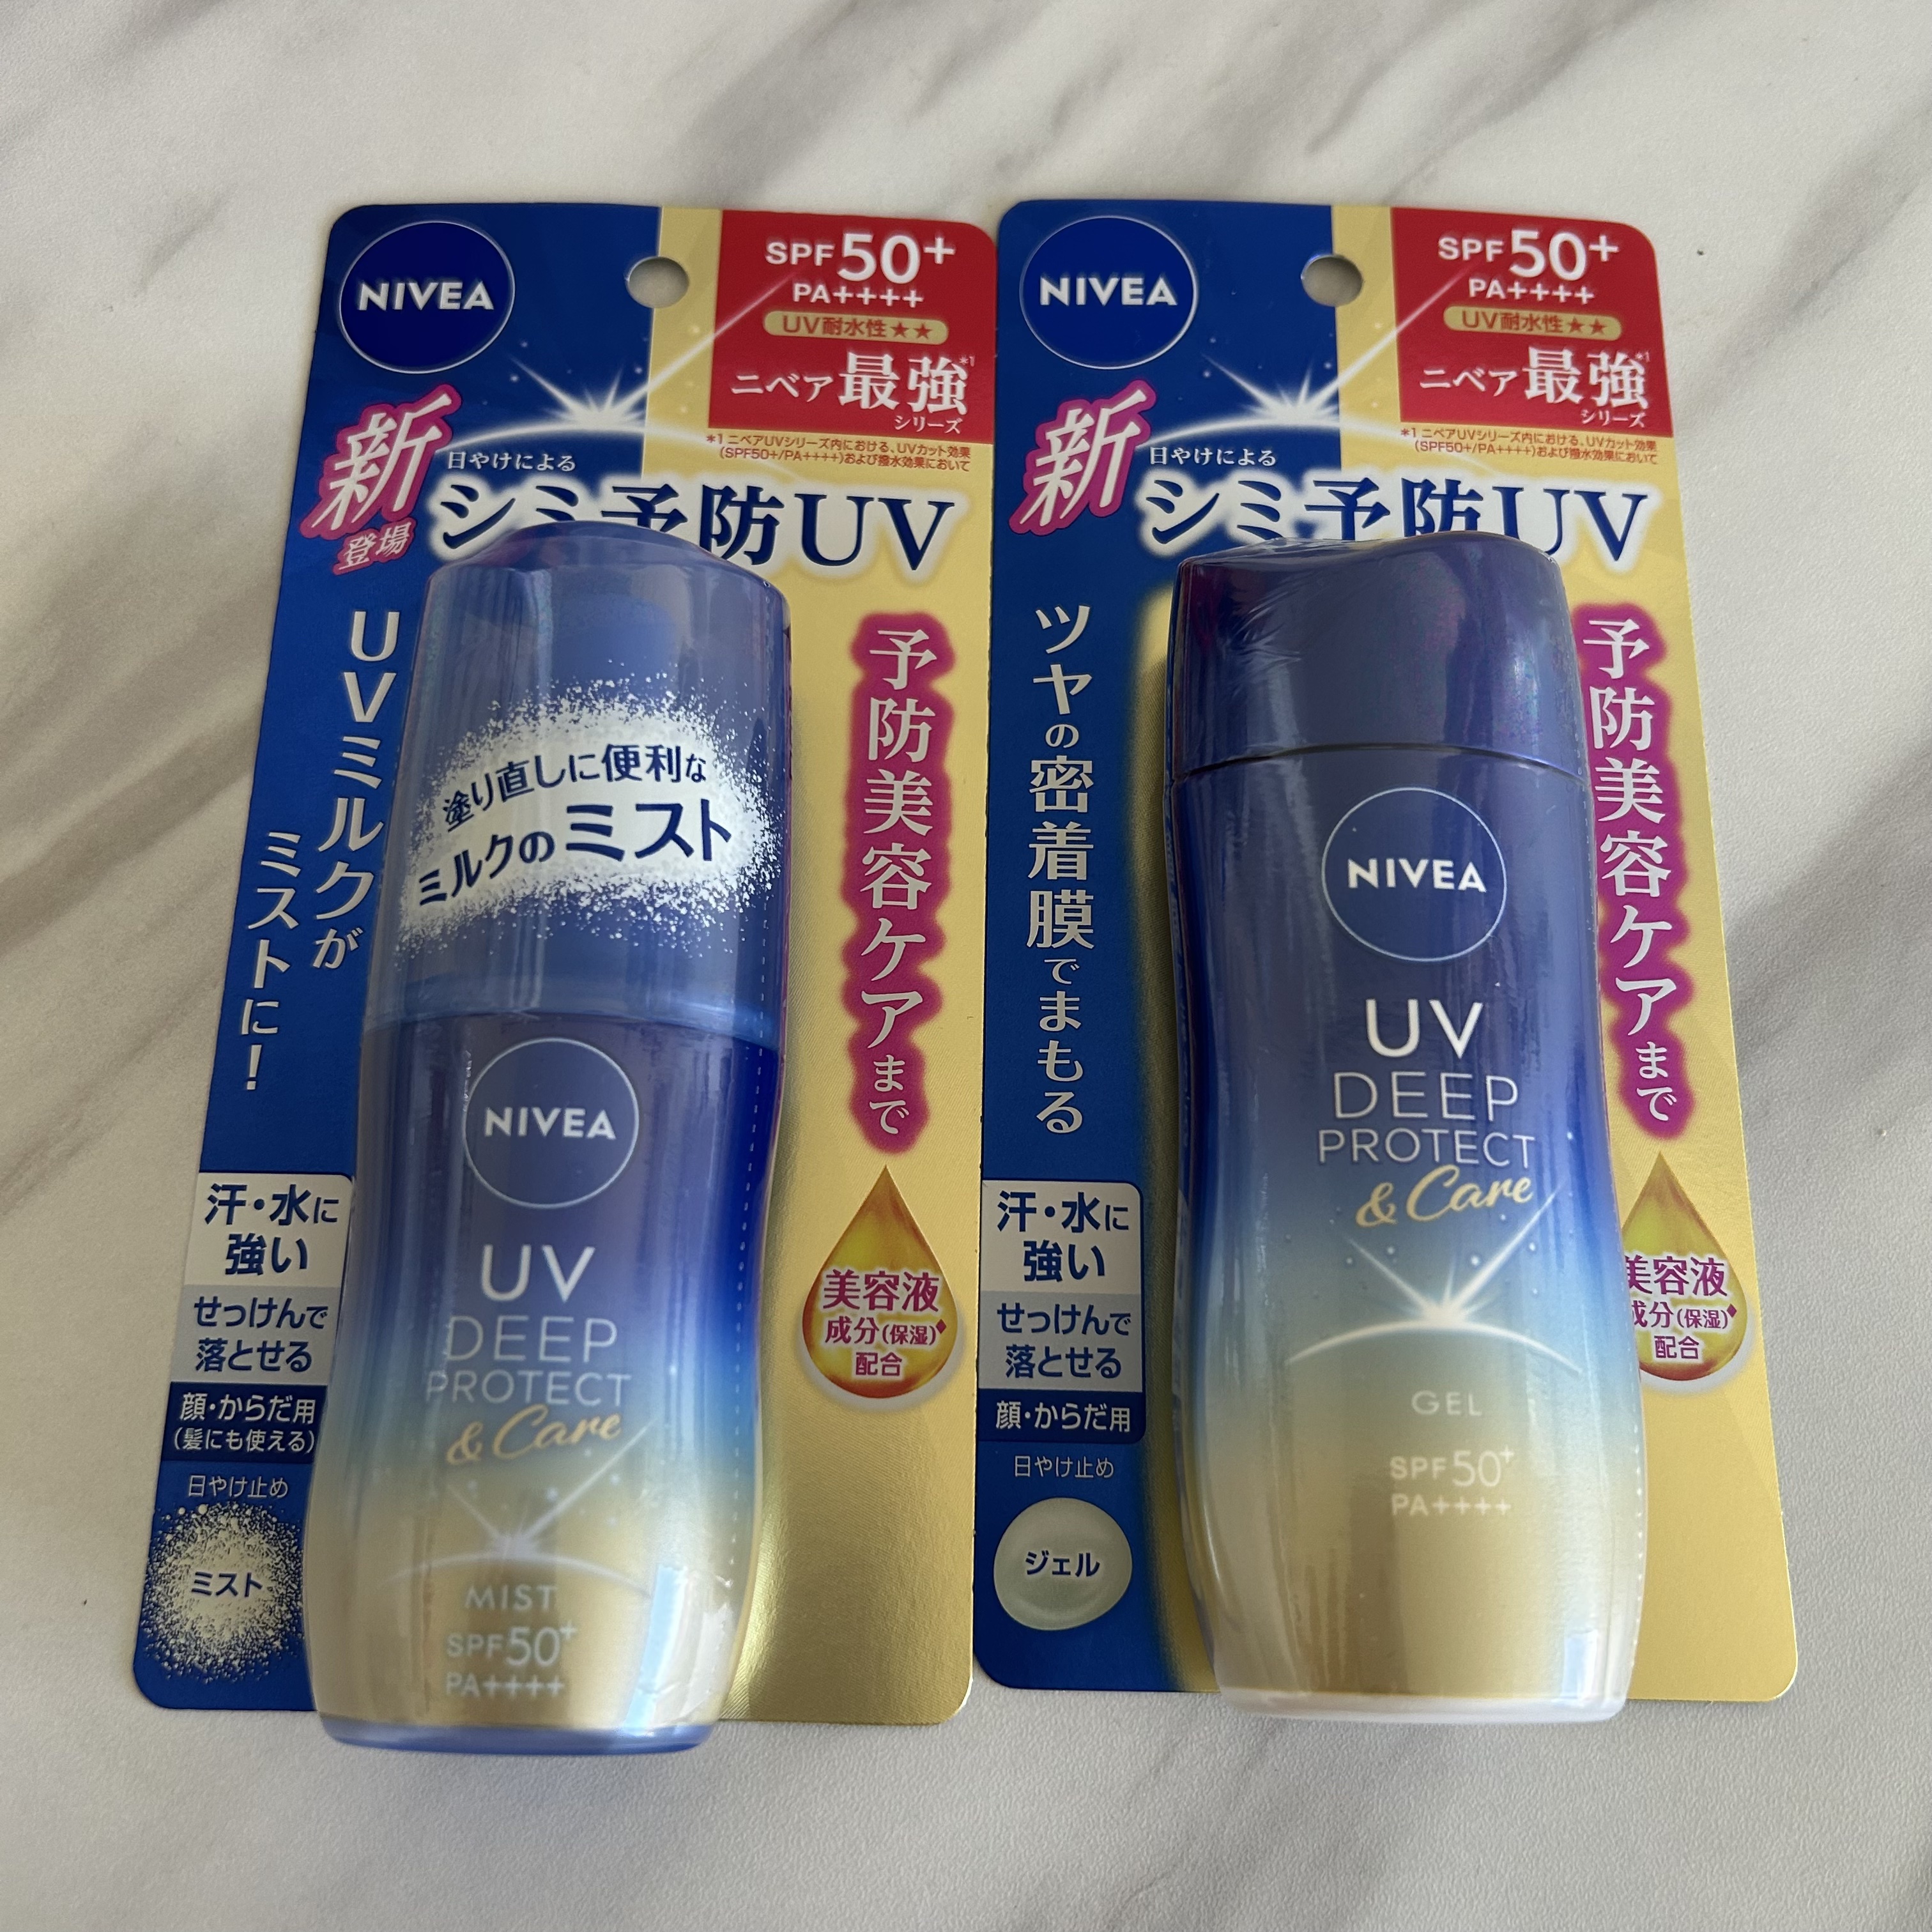 NIVEA
SPF50+
PA++++
UV耐水性★★
ニベア最強*1
シリーズ
*1 ニベアUVシリーズ内における、UVカット効果
(SPF50+/PA++++)および撥水効果において
新
登場
日やけによる
シミ予防UV
UVミルクが
ミストに!
塗り直しに便利な
ミルクのミスト
予防美容ケアまで
NIVEA
UV
DEEP
PROTECT
& Care
MIST
SPF50+
PA++++
汗・水に
強い
せっけんで
落とせる
顔・からだ用
(髪にも使える)
日やけ止め
ミスト
美容液
成分(保湿)♦
配合
NIVEA
SPF50+
PA++++
UV耐水性★★
ニベア最強*1
シリーズ
*1 ニベアUVシリーズ内における、UVカット効果
(SPF50+/PA++++)および撥水効果において
新
日やけによる
シミ予防UV
ツヤの密着膜でまもる
予防美容ケアまで
NIVEA
UV
DEEP
PROTECT
& Care
GEL
SPF50+
PA++++
汗・水に
強い
せっけんで
落とせる
顔・からだ用
日やけ止め
ジェル
美容液
成分(保湿)♦
配合